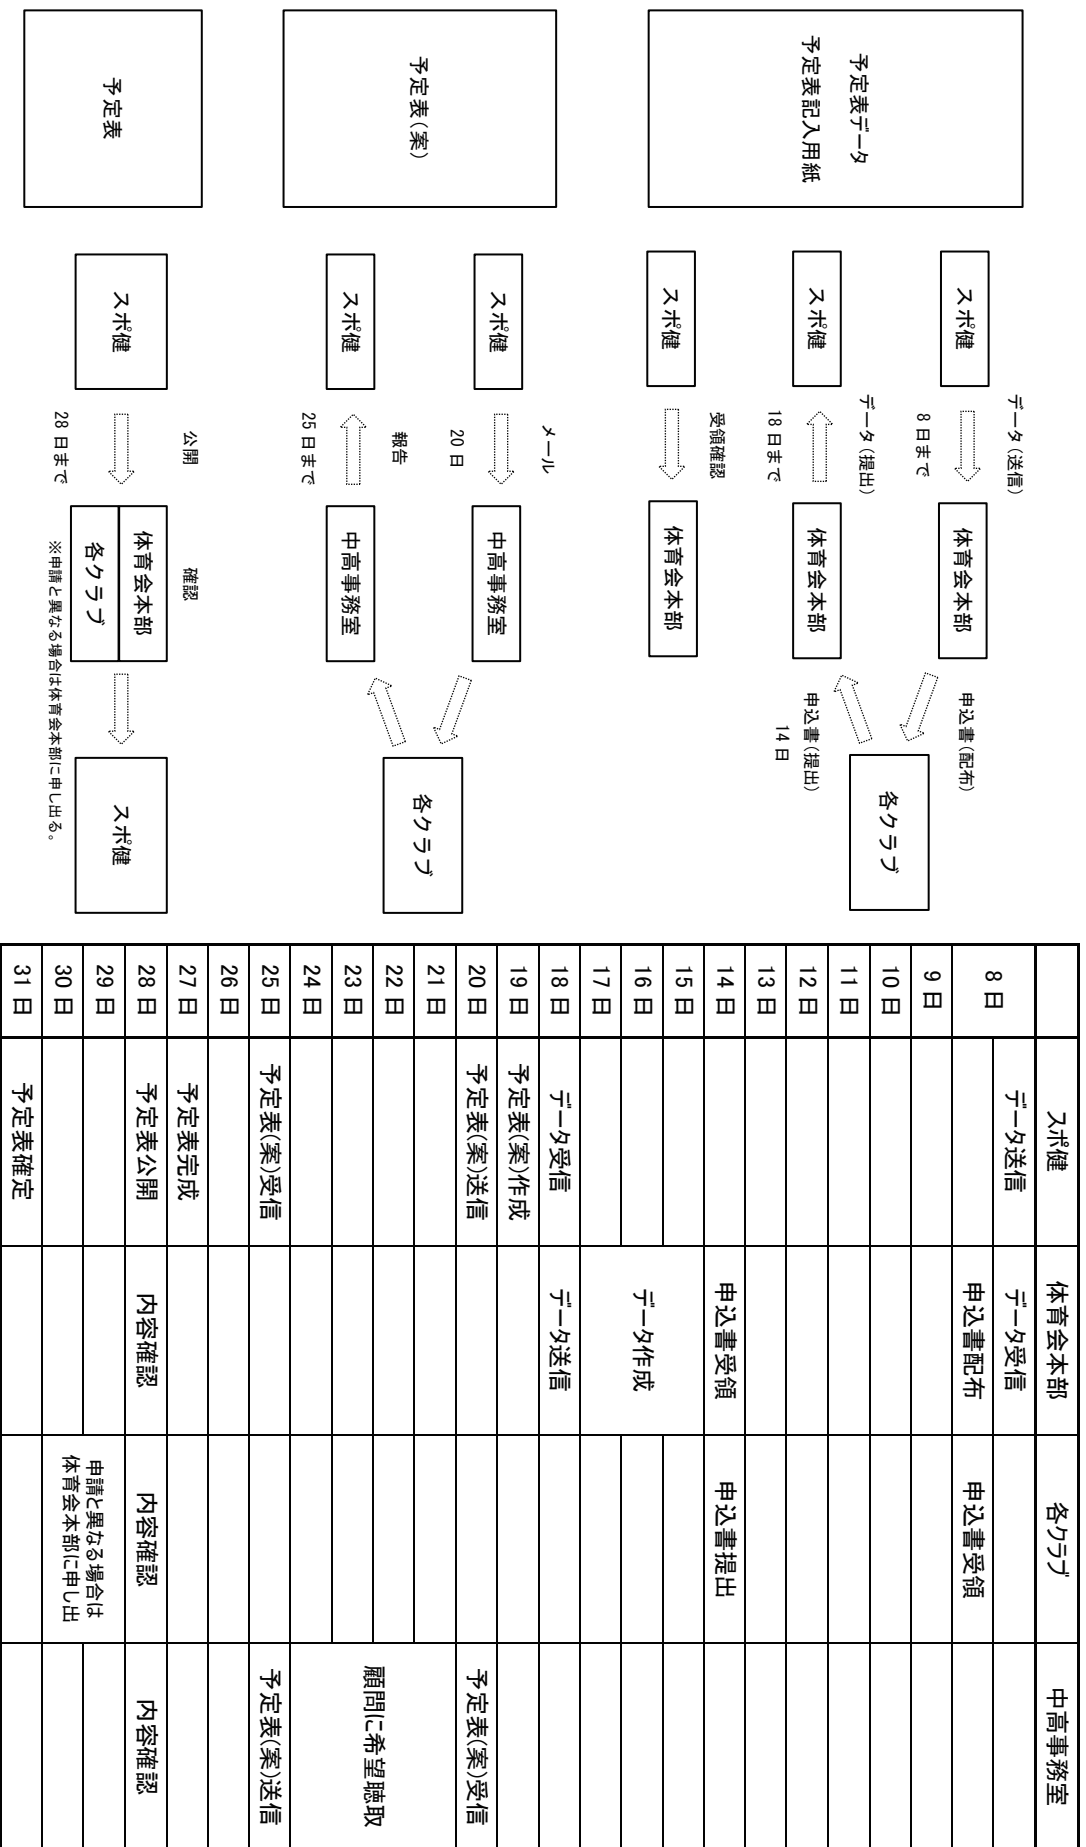 予定表データ
予定表記入用紙
スポ健
データ(送信)
8日まで
体育会本部
申込書(配布)
各クラブ
スポ健
データ(提出)
18日まで
体育会本部
申込書(提出)
14日
スポ健
受領確認
体育会本部
予定表(案)
スポ健
メール
20日
中高事務室
各クラブ
スポ健
報告
25日まで
中高事務室
予定表
スポ健
公開
28日まで
確認
体育会本部
各クラブ
※申請と異なる場合は体育会本部に申し出る。
スポ健
スポ健 体育会本部 各クラブ 中高事務室
8日 データ送信 データ受信
申込書配布 申込書受領
9日
10日
11日
12日
13日
14日 申込書受領 申込書提出
15日
16日 データ作成
17日
18日 データ受信 データ送信
19日 予定表(案)作成
20日 予定表(案)送信 予定表(案)受信
21日
22日
顧問に希望聴取
23日
24日
25日 予定表(案)受信 予定表(案)送信
26日
27日 予定表完成
28日 予定表公開 内容確認 内容確認 内容確認
29日 申請と異なる場合は
30日 体育会本部に申し出
31日 予定表確定